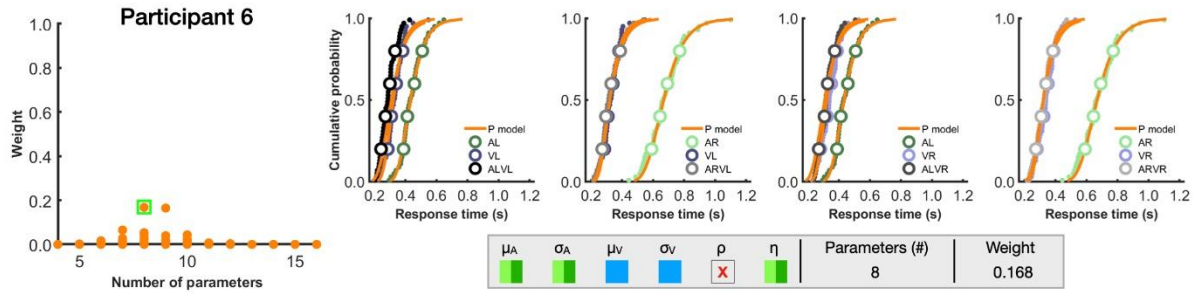 Participant 6
1.0
0.8
0.6
0.4
0.2
0.0
Weight
5
10
15
Number of parameters
Cumulative probability
1.0
0.5
0.0
P model
AL
VL
ALVL
0.2 0.4 0.6 0.8 1.0 1.2
Response time (s)
1.0
0.5
0.0
P model
AR
VL
ARVL
0.2 0.4 0.6 0.8 1.0 1.2
Response time (s)
1.0
0.5
0.0
P model
AL
VR
ALVR
0.2 0.4 0.6 0.8 1.0 1.2
Response time (s)
1.0
0.5
0.0
P model
AR
VR
ARVR
0.2 0.4 0.6 0.8 1.0 1.2
Response time (s)
μA σA μV σV ρ η Parameters (#) Weight
X 8 0.168